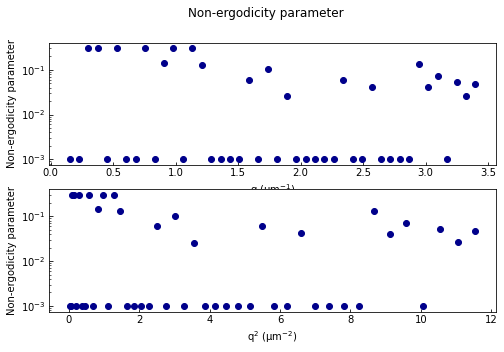 Non-ergodicity parameter
Non-ergodicity parameter
10⁻¹
10⁻²
10⁻³
0.0 0.5 1.0 1.5 2.0 2.5 3.0 3.5
q (μm⁻¹)
Non-ergodicity parameter
10⁻¹
10⁻²
10⁻³
0 2 4 6 8 10 12
q² (μm⁻²)